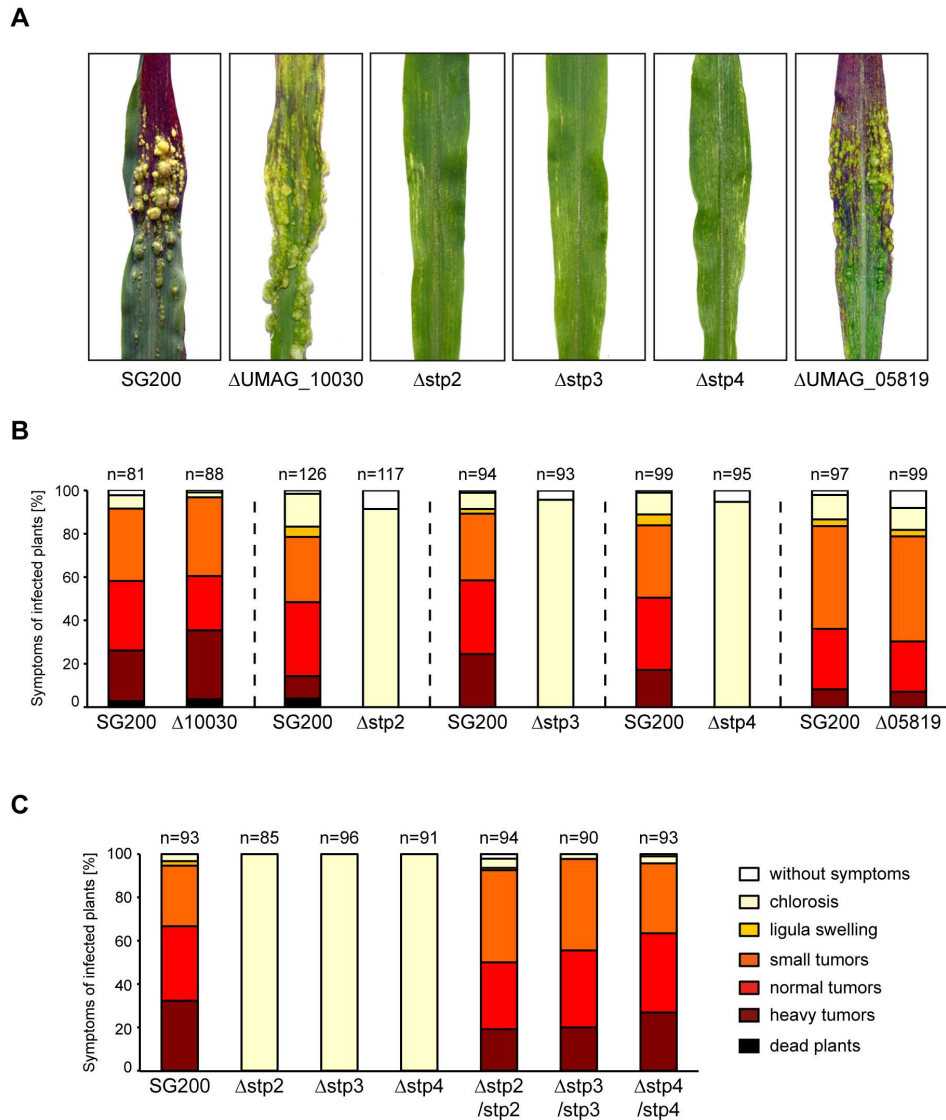 A
SG200 ΔUMAG_10030 Δstp2 Δstp3 Δstp4 ΔUMAG_05819
B
n=81 n=88 n=126 n=117 n=94 n=93 n=99 n=95 n=97 n=99
Symptoms of infected plants [%]
100
80
60
40
20
0
SG200 Δ10030 SG200 Δstp2 SG200 Δstp3 SG200 Δstp4 SG200 Δ05819
C
n=93 n=85 n=96 n=91 n=94 n=90 n=93
Symptoms of infected plants [%]
100
80
60
40
20
0
SG200 Δstp2 Δstp3 Δstp4 Δstp2 Δstp3 Δstp4
/stp2 /stp3 /stp4
without symptoms
chlorosis
ligula swelling
small tumors
normal tumors
heavy tumors
dead plants